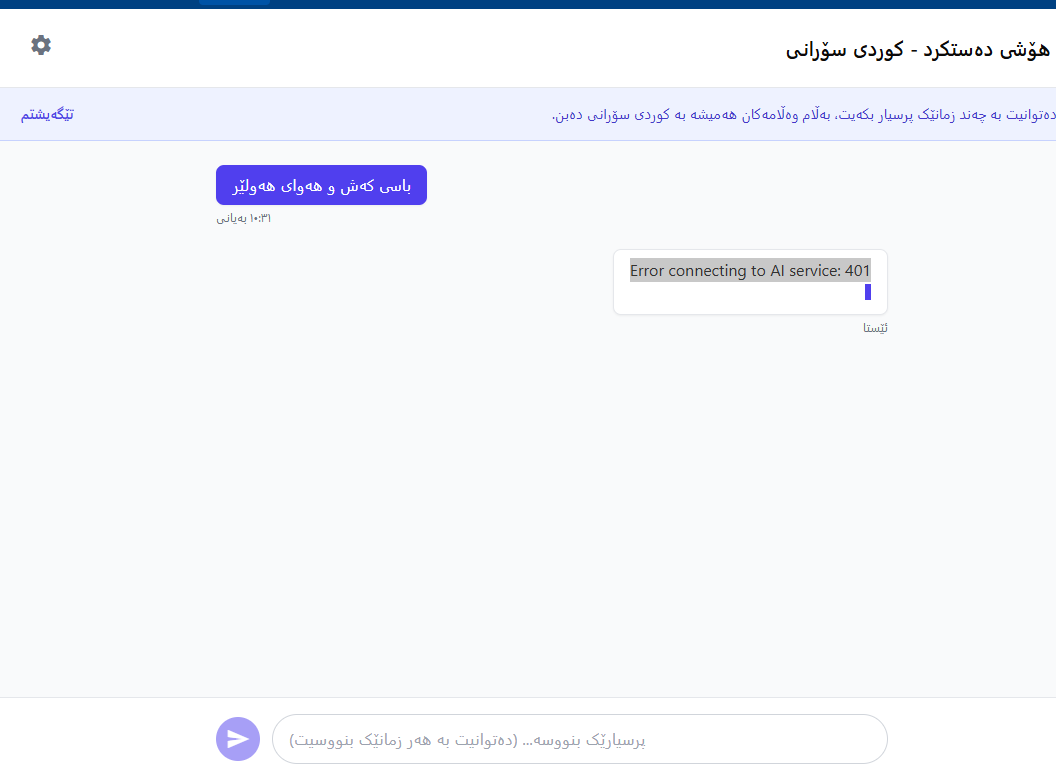 هۆشی دەستکرد - کوردی سۆرانی
دەتوانیت بە چەند زمانێک پرسیار بکەیت، بەڵام وەڵامەکان هەمیشە بە کوردی سۆرانی دەبن.
تێگەیشتم
باسی کەش و هەوای هەولێر
١٠:٣١ بەیانی
Error connecting to AI service: 401
ئێستا
پرسیارێک بنووسە... (دەتوانیت بە هەر زمانێک بنووسیت)